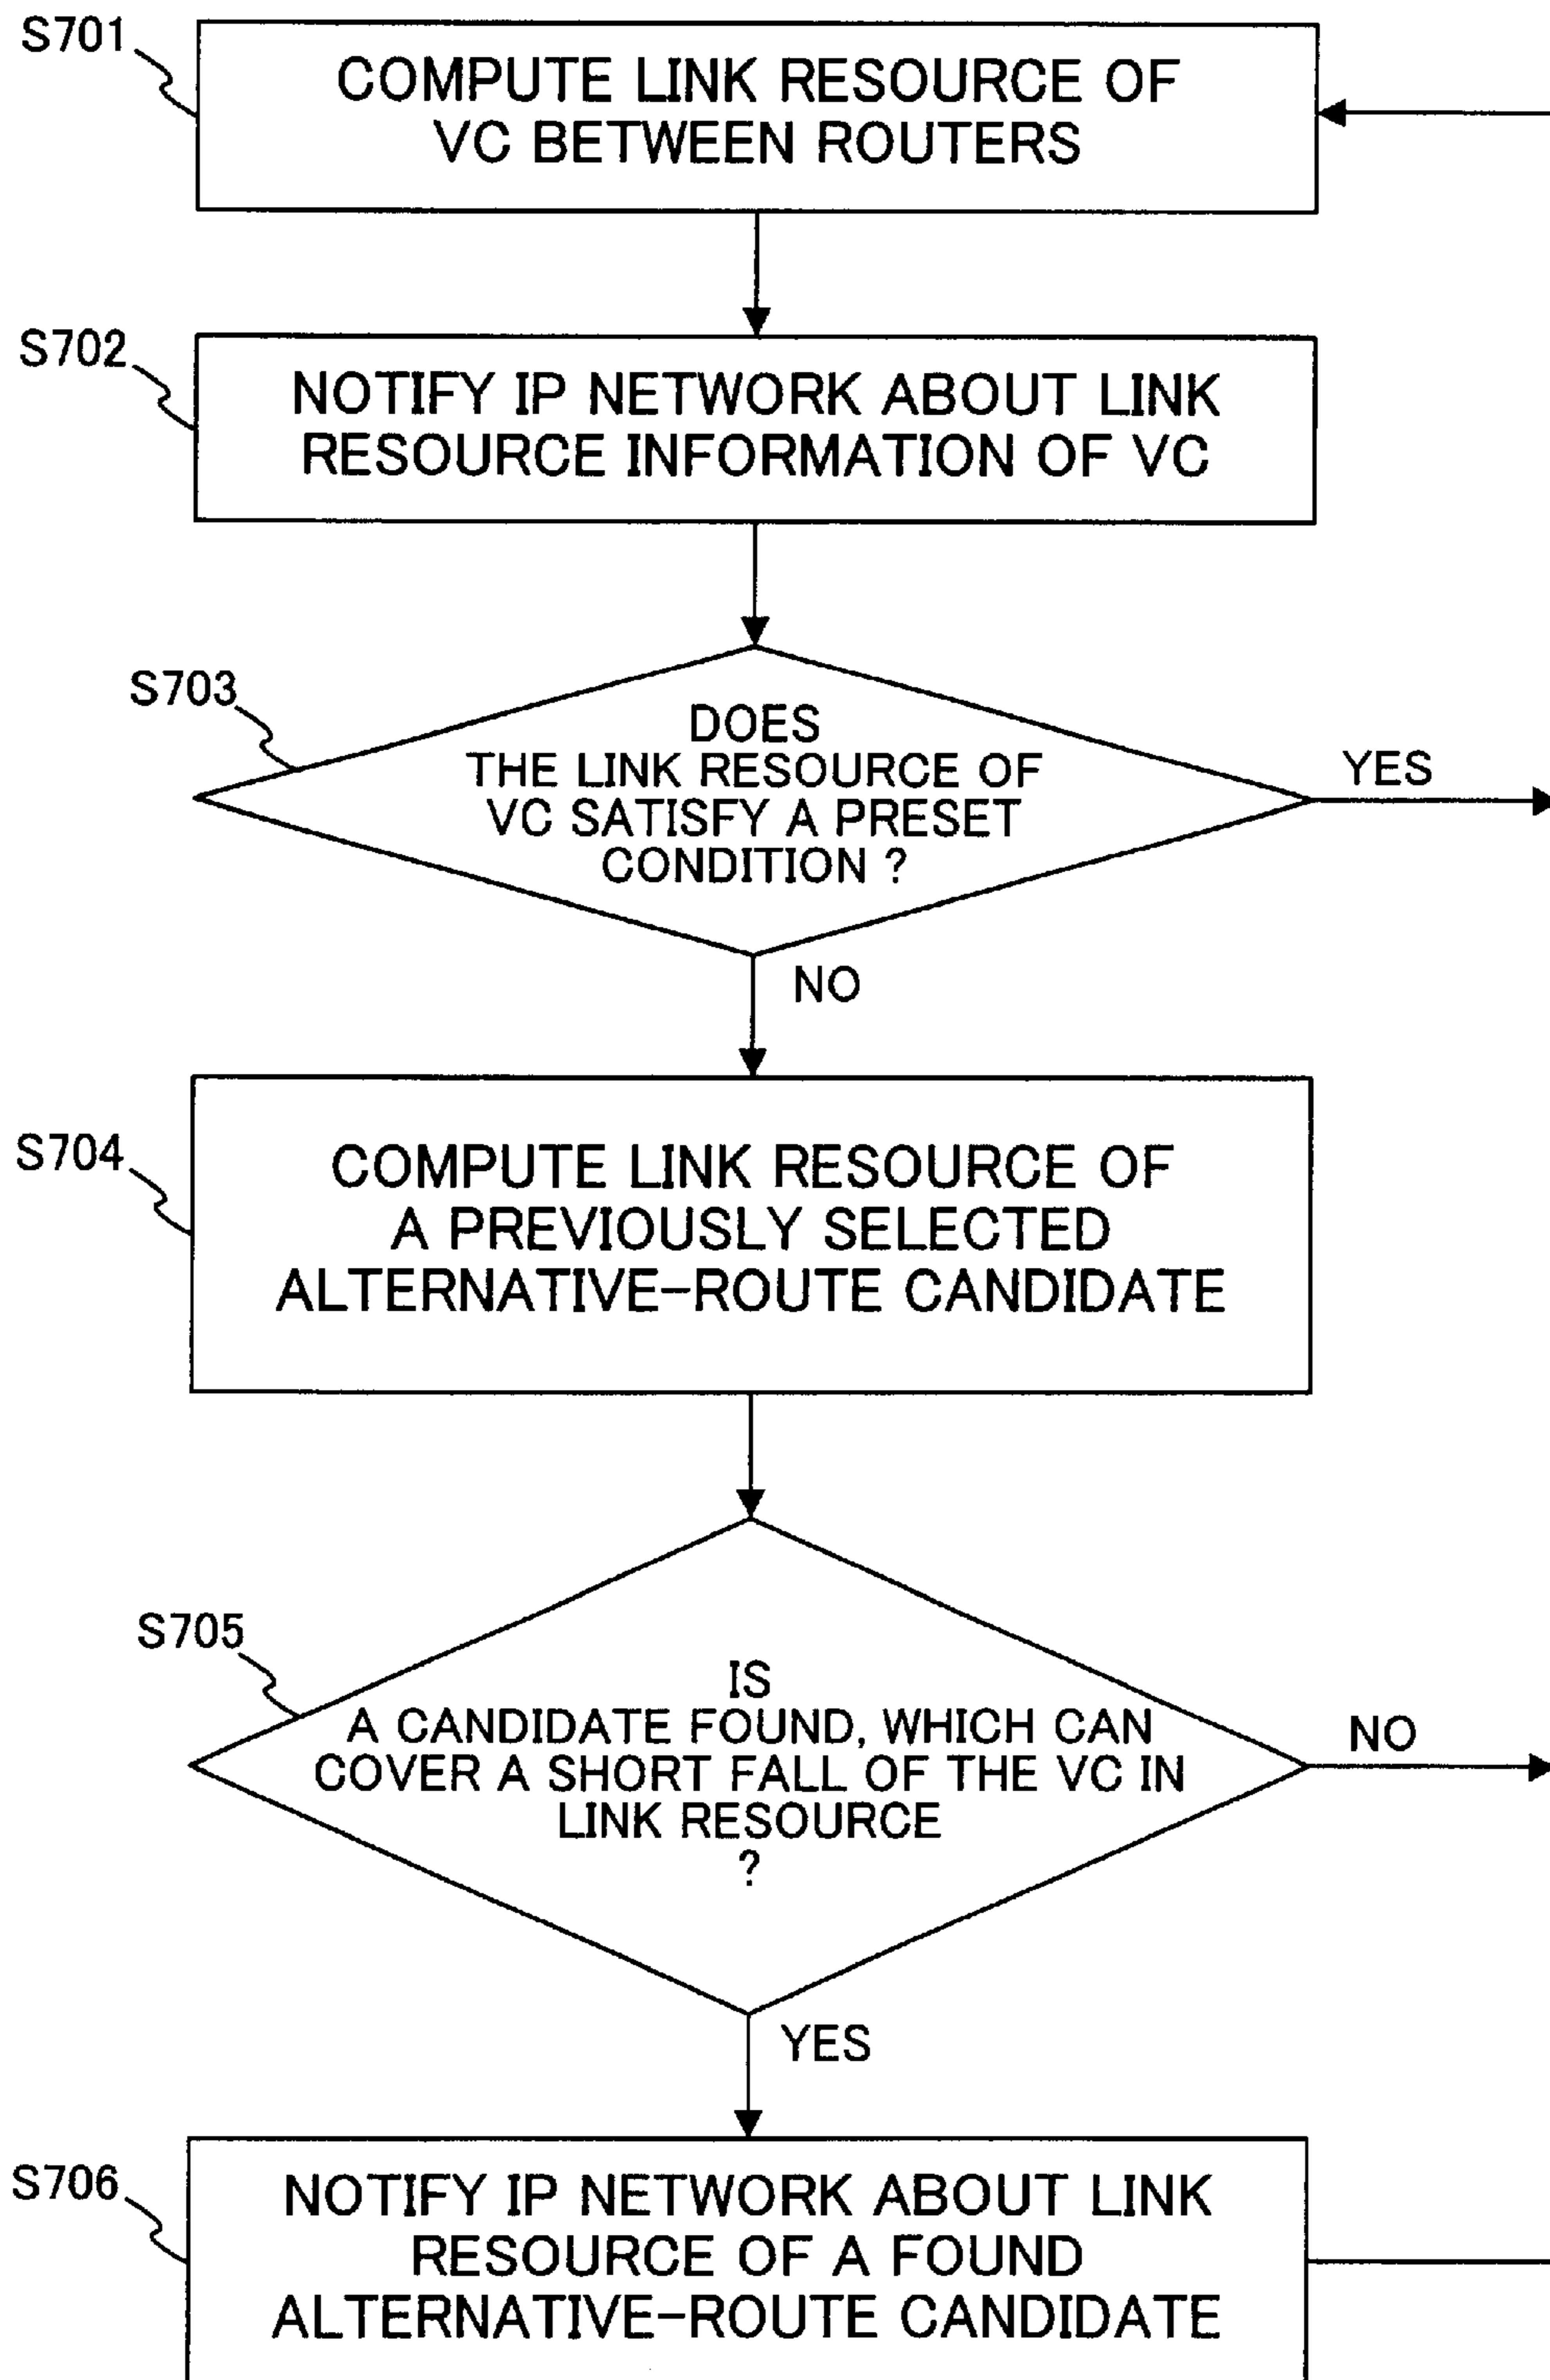 S701
COMPUTE LINK RESOURCE OF
VC BETWEEN ROUTERS
S702
NOTIFY IP NETWORK ABOUT LINK
RESOURCE INFORMATION OF VC
S703
DOES
THE LINK RESOURCE OF
VC SATISFY A PRESET
CONDITION ?
YES
NO
S704
COMPUTE LINK RESOURCE OF
A PREVIOUSLY SELECTED
ALTERNATIVE-ROUTE CANDIDATE
S705
IS
A CANDIDATE FOUND, WHICH CAN
COVER A SHORT FALL OF THE VC IN
LINK RESOURCE
?
NO
YES
S706
NOTIFY IP NETWORK ABOUT LINK
RESOURCE OF A FOUND
ALTERNATIVE-ROUTE CANDIDATE